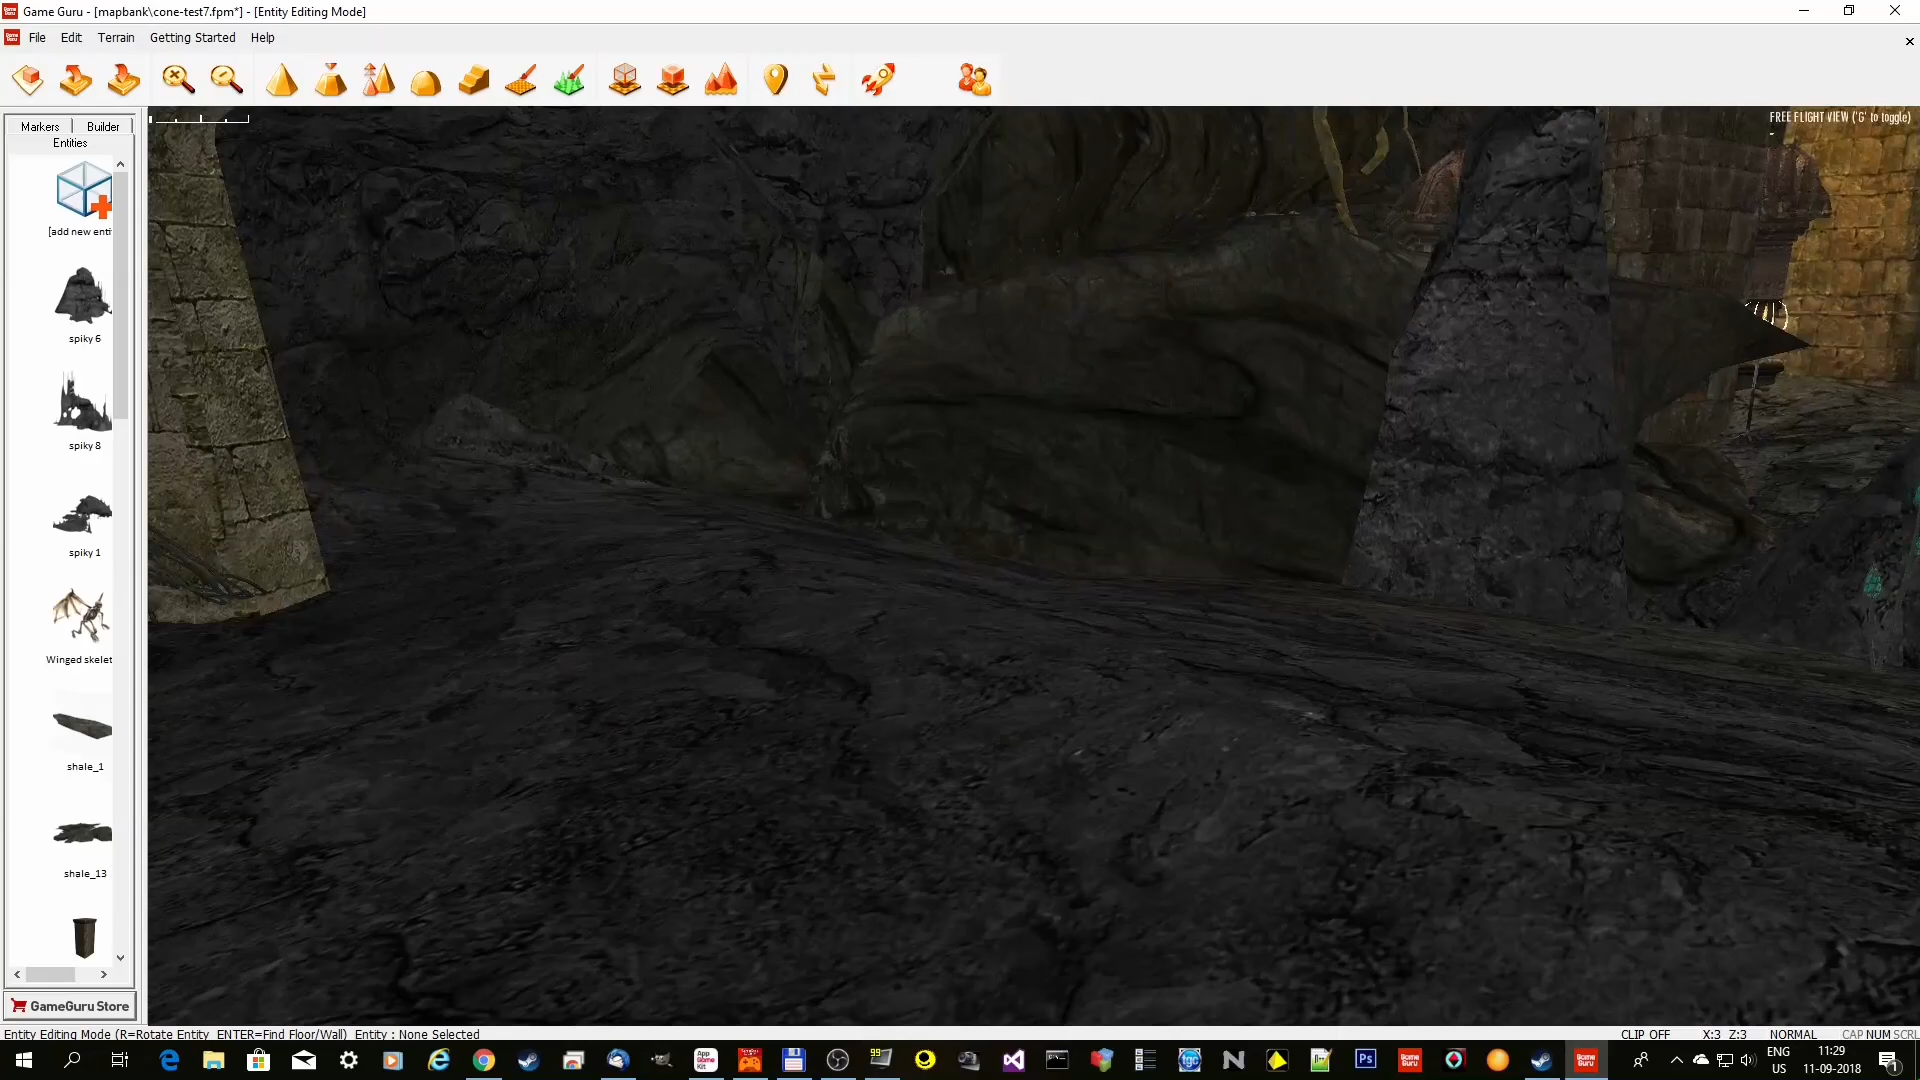 Game Guru - [mapbank\cone-test7.fpm*] - [Entity Editing Mode]
File Edit Terrain Getting Started Help
Markers Builder
Entities
FREE FLIGHT VIEW ('G' to toggle)
[add new enti
spiky 6
spiky 8
spiky 1
Winged skelet
shale_1
shale_13
GameGuru Store
Entity Editing Mode (R=Rotate Entity ENTER=Find Floor/Wall) Entity : None Selected
CLIP OFF X:3 Z:3 NORMAL CAP NUM SCRL
ENG
US
11:29
11-09-2018